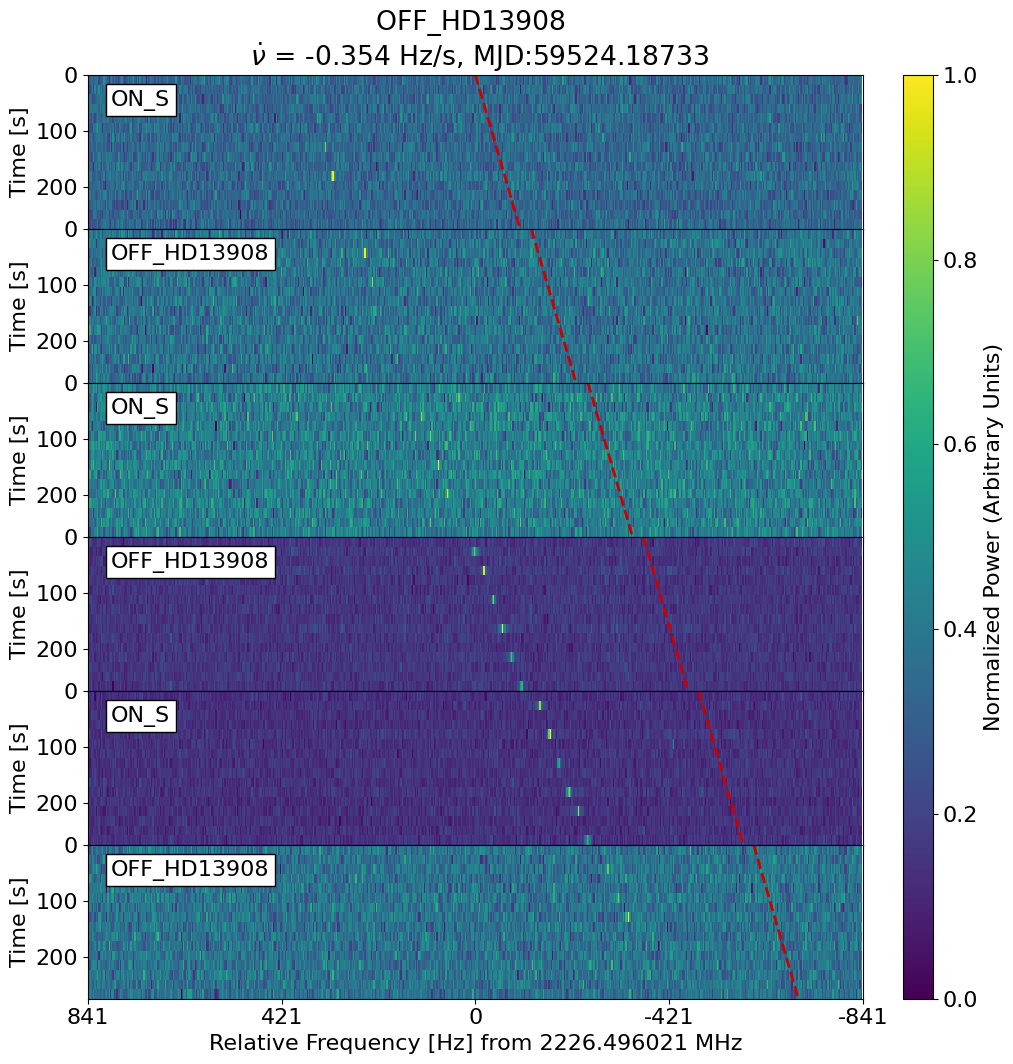 OFF_HD13908
ν̇ = -0.354 Hz/s, MJD:59524.18733
Time [s]
0
100
200
ON_S
Time [s]
0
100
200
OFF_HD13908
Time [s]
0
100
200
ON_S
Time [s]
0
100
200
OFF_HD13908
Time [s]
0
100
200
ON_S
Time [s]
0
100
200
OFF_HD13908
841
421
0
-421
-841
Relative Frequency [Hz] from 2226.496021 MHz
1.0
0.8
0.6
0.4
0.2
0.0
Normalized Power (Arbitrary Units)